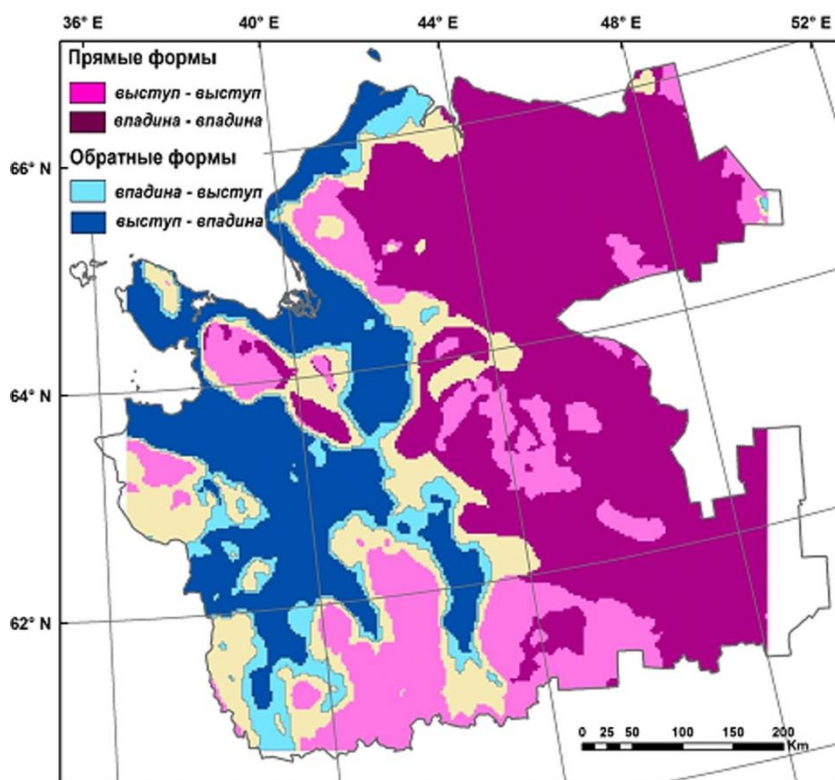 36° E 40° E 44° E 48° E 52° E
Прямые формы
выступ - выступ
впадина - впадина
Обратные формы
впадина - выступ
выступ - впадина
66° N
64° N
62° N
0 25 50 100 150 200
Km